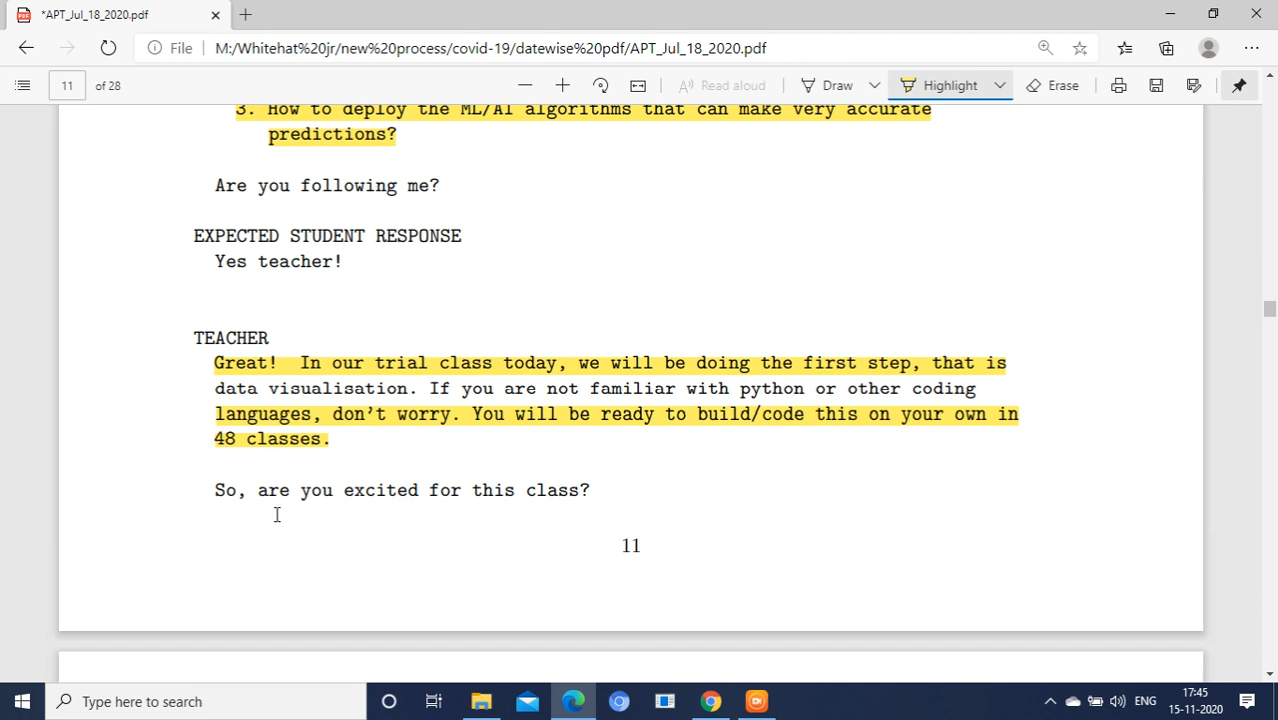 *APT_Jul_18_2020.pdf
File M:/Whitehat%20jr/new%20process/covid-19/datewise%20pdf/APT_Jul_18_2020.pdf
11 of 28 Read aloud Draw Highlight Erase
3. How to deploy the ML/AI algorithms that can make very accurate
predictions?
Are you following me?
EXPECTED STUDENT RESPONSE
Yes teacher!
TEACHER
Great! In our trial class today, we will be doing the first step, that is
data visualisation. If you are not familiar with python or other coding
languages, don't worry. You will be ready to build/code this on your own in
48 classes.
So, are you excited for this class?
11
Type here to search
ENG
17:45
15-11-2020